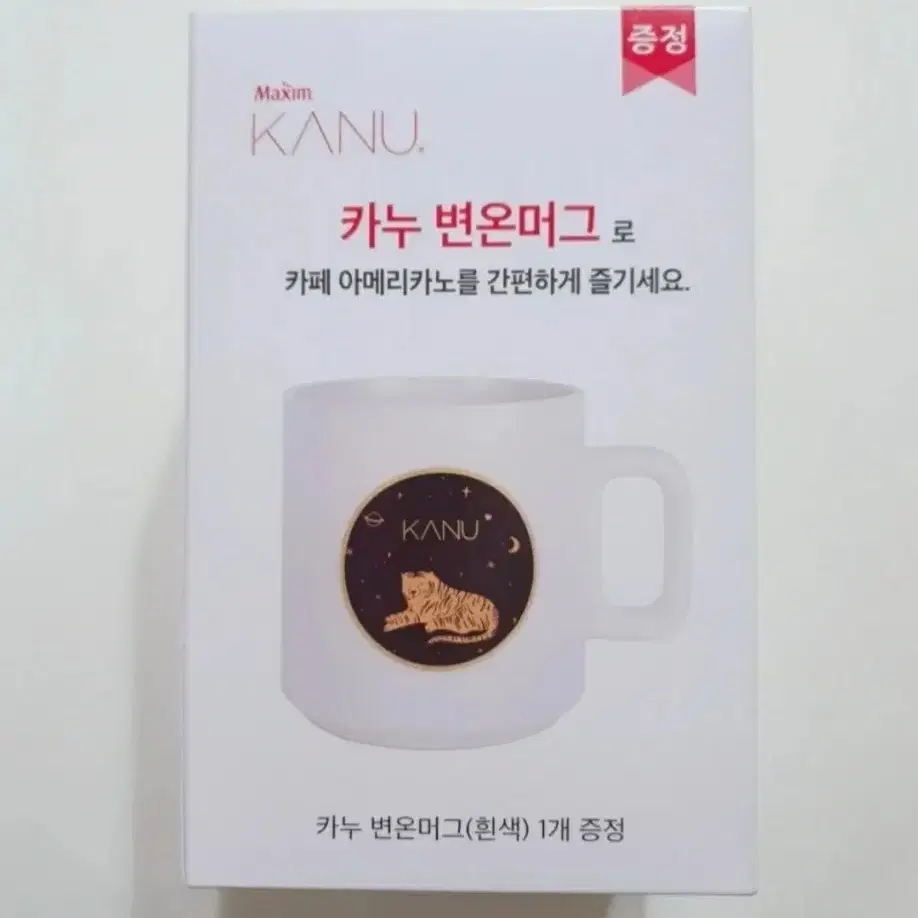 증정
Maxim
KANU.
카누 변온머그 로
카페 아메리카노를 간편하게 즐기세요.
KANU
카누 변온머그(흰색) 1개 증정